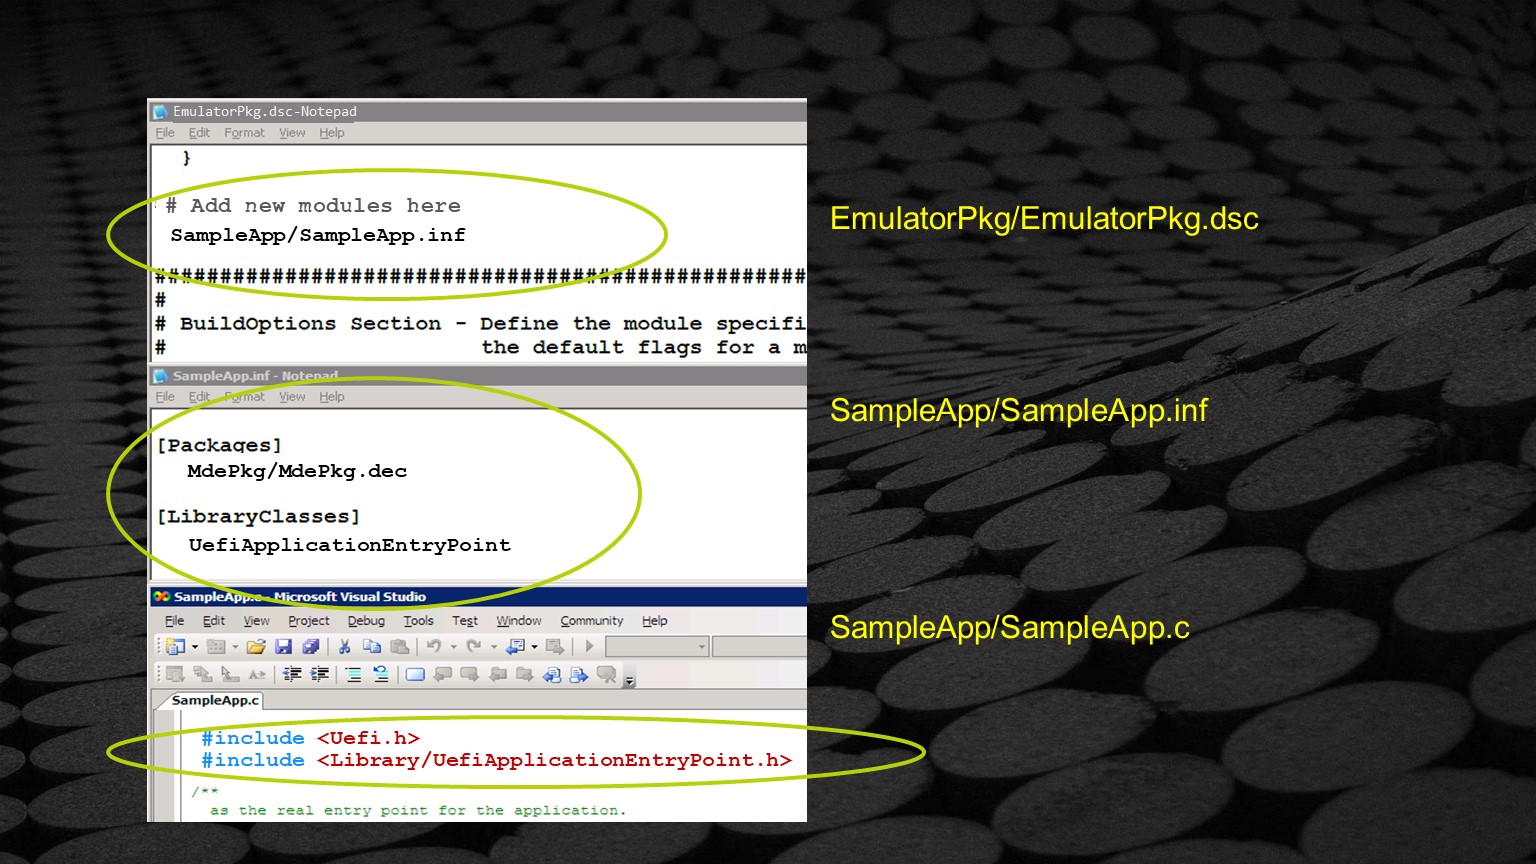 EmulatorPkg.dsc-Notepad
File Edit Format View Help
}
# Add new modules here
SampleApp/SampleApp.inf
##################################################
#
# BuildOptions Section - Define the module specifi
# the default flags for a m
EmulatorPkg/EmulatorPkg.dsc
SampleApp.inf - Notepad
File Edit Format View Help
[Packages]
MdePkg/MdePkg.dec
[LibraryClasses]
UefiApplicationEntryPoint
SampleApp/SampleApp.inf
SampleApp.c - Microsoft Visual Studio
File Edit View Project Debug Tools Test Window Community Help
SampleApp.c
#include <Uefi.h>
#include <Library/UefiApplicationEntryPoint.h>
/**
as the real entry point for the application.
SampleApp/SampleApp.c